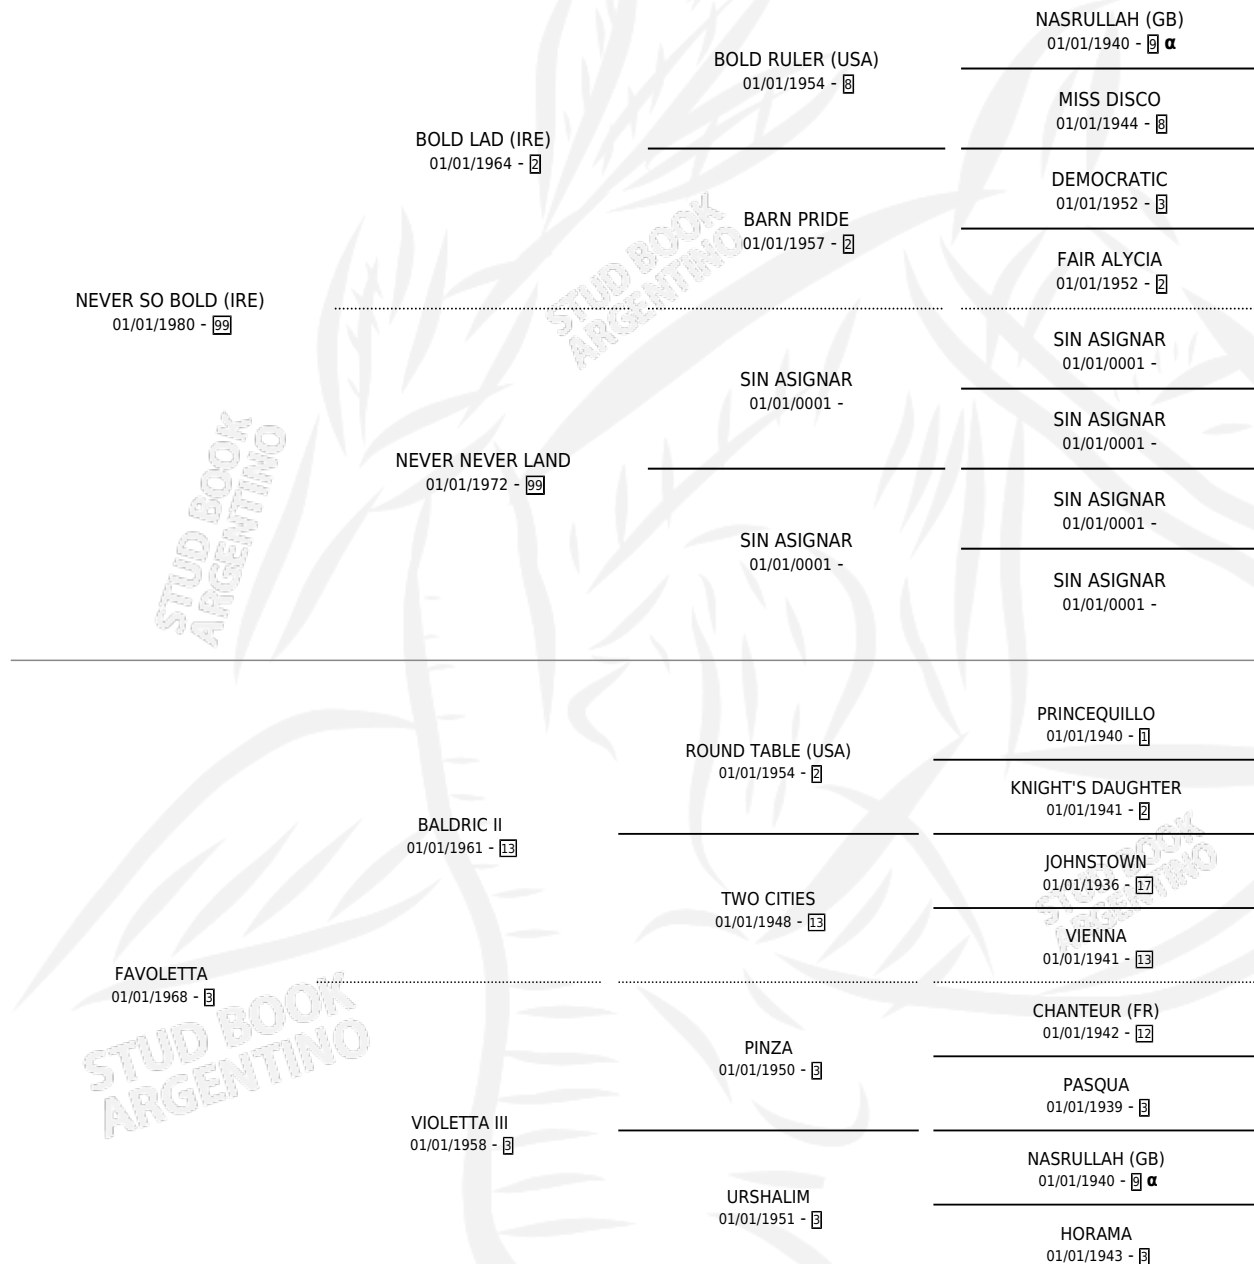 NASRULLAH (GB)
01/01/1940 - 9 α
BOLD RULER (USA)
01/01/1954 - 8
MISS DISCO
01/01/1944 - 8
BOLD LAD (IRE)
01/01/1964 - 2
DEMOCRATIC
01/01/1952 - 3
BARN PRIDE
01/01/1957 - 2
FAIR ALYCIA
01/01/1952 - 2
NEVER SO BOLD (IRE)
01/01/1980 - 99
SIN ASIGNAR
01/01/0001 -
SIN ASIGNAR
01/01/0001 -
SIN ASIGNAR
01/01/0001 -
NEVER NEVER LAND
01/01/1972 - 99
SIN ASIGNAR
01/01/0001 -
SIN ASIGNAR
01/01/0001 -
SIN ASIGNAR
01/01/0001 -
STUD BOOK
ARGENTINO
STUD BOOK
ARGENTINO
PRINCEQUILLO
01/01/1940 - 1
ROUND TABLE (USA)
01/01/1954 - 2
KNIGHT'S DAUGHTER
01/01/1941 - 2
BALDRIC II
01/01/1961 - 13
JOHNSTOWN
01/01/1936 - 17
TWO CITIES
01/01/1948 - 13
VIENNA
01/01/1941 - 13
FAVOLETTA
01/01/1968 - 3
CHANTEUR (FR)
01/01/1942 - 12
PINZA
01/01/1950 - 3
PASQUA
01/01/1939 - 3
VIOLETTA III
01/01/1958 - 3
NASRULLAH (GB)
01/01/1940 - 9 α
URSHALIM
01/01/1951 - 3
HORAMA
01/01/1943 - 3
STUD BOOK
ARGENTINO
STUD BOOK
ARGENTINO